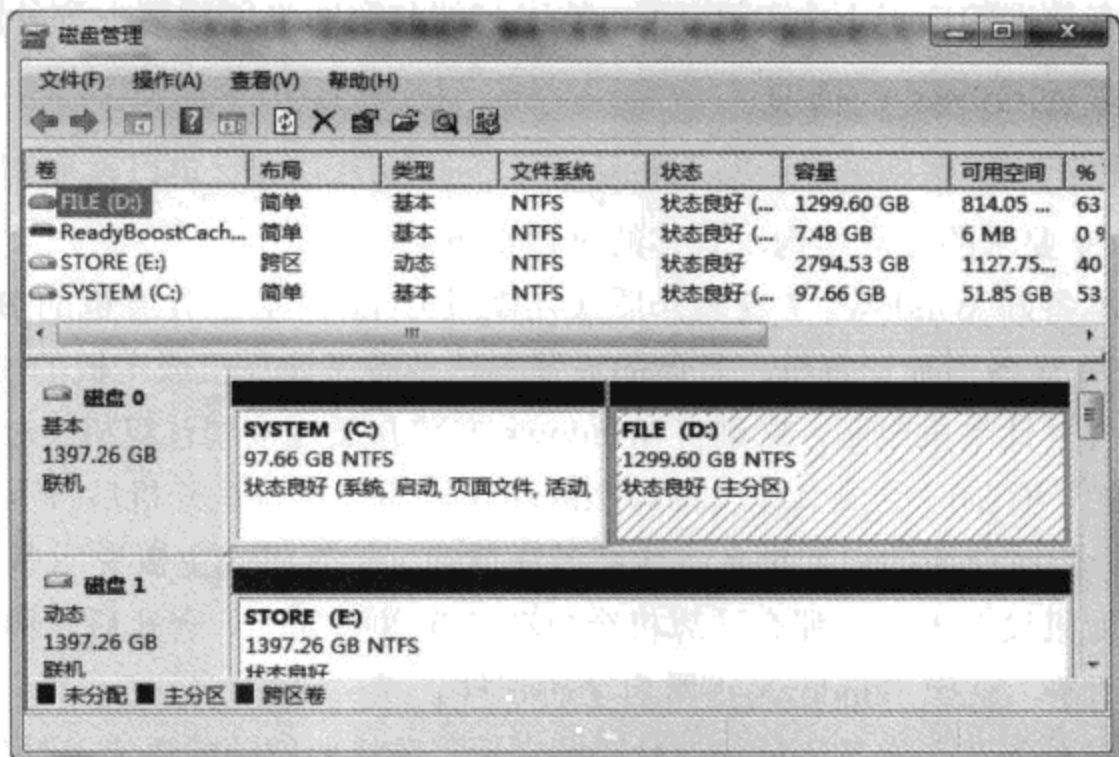 磁盘管理
文件(F) 操作(A) 查看(V) 帮助(H)
卷 布局 类型 文件系统 状态 容量 可用空间 %
FILE (D:) 简单 基本 NTFS 状态良好 (... 1299.60 GB 814.05 ... 63
ReadyBoostCach... 简单 基本 NTFS 状态良好 (... 7.48 GB 6 MB 0 %
STORE (E:) 跨区 动态 NTFS 状态良好 2794.53 GB 1127.75... 40
SYSTEM (C:) 简单 基本 NTFS 状态良好 (... 97.66 GB 51.85 GB 53
磁盘 0
基本
1397.26 GB
联机
SYSTEM (C:)
97.66 GB NTFS
状态良好 (系统, 启动, 页面文件, 活动,
FILE (D:)
1299.60 GB NTFS
状态良好 (主分区)
磁盘 1
动态
1397.26 GB
联机
STORE (E:)
1397.26 GB NTFS
状态良好
未分配 主分区 跨区卷